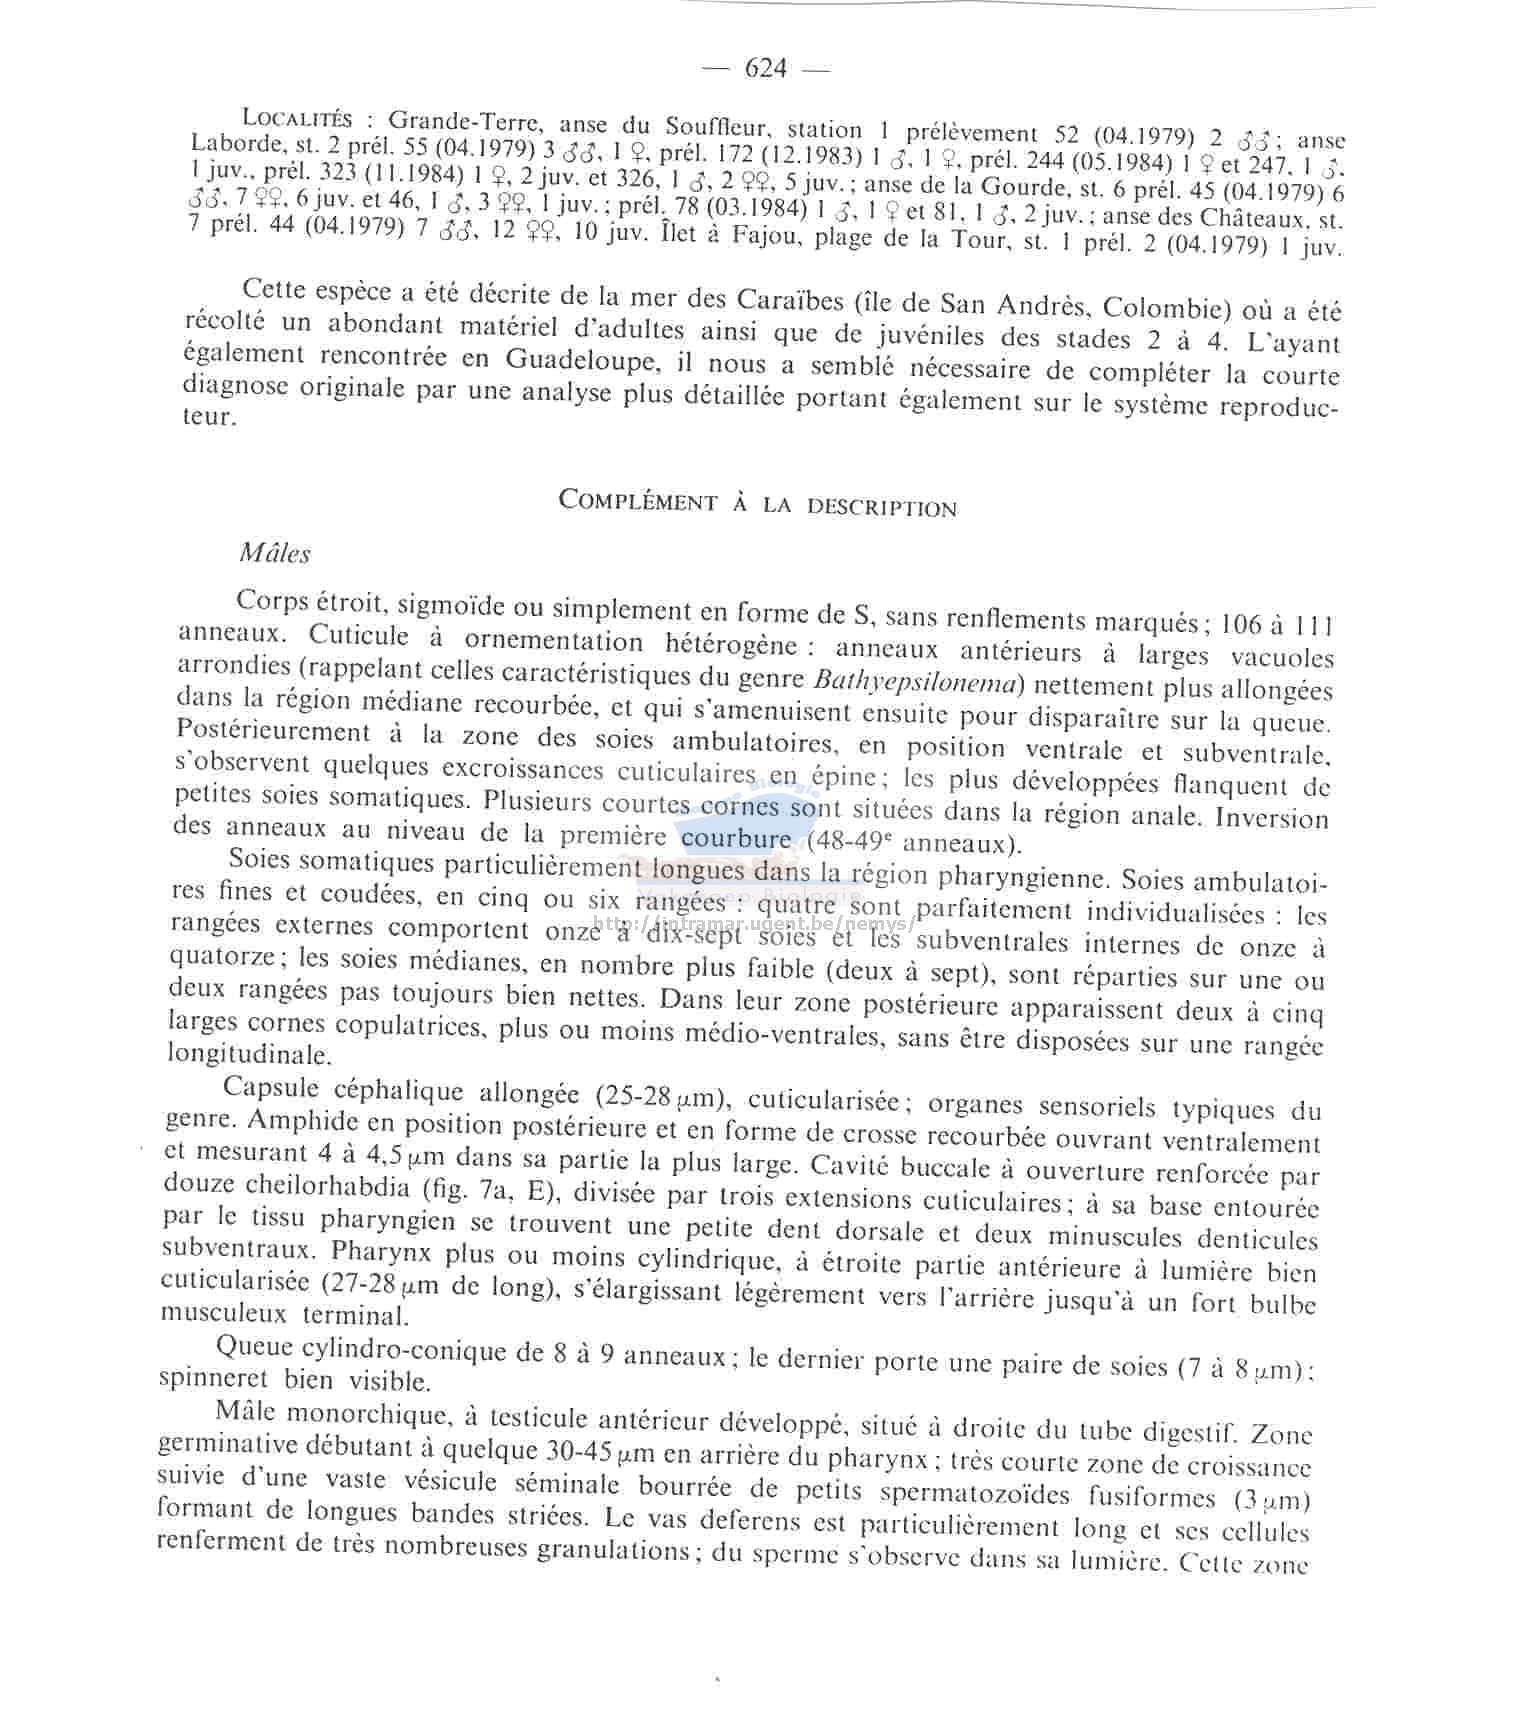 — 624 —
LOCALITÉS : Grande-Terre, anse du Souffleur, station 1 prélèvement 52 (04.1979) 2 ♂♂; anse
Laborde, st. 2 prél. 55 (04.1979) 3 ♂♂, 1 ♀, prél. 172 (12.1983) 1 ♂, 1 ♀, prél. 244 (05.1984) 1 ♀ et 247, 1 ♂,
1 juv., prél. 323 (11.1984) 1 ♀, 2 juv. et 326, 1 ♂, 2 ♀♀, 5 juv. ; anse de la Gourde, st. 6 prél. 45 (04.1979) 6
♂♂, 7 ♀♀, 6 juv. et 46, 1 ♂, 3 ♀♀, 1 juv. ; prél. 78 (03.1984) 1 ♂, 1 ♀ et 81, 1 ♂, 2 juv. ; anse des Châteaux, st.
7 prél. 44 (04.1979) 7 ♂♂, 12 ♀♀, 10 juv. Îlet à Fajou, plage de la Tour, st. 1 prél. 2 (04.1979) 1 juv.
Cette espèce a été décrite de la mer des Caraïbes (île de San Andrès, Colombie) où a été
récolté un abondant matériel d'adultes ainsi que de juvéniles des stades 2 à 4. L'ayant
également rencontrée en Guadeloupe, il nous a semblé nécessaire de compléter la courte
diagnose originale par une analyse plus détaillée portant également sur le système reproduc-
teur.
COMPLÉMENT À LA DESCRIPTION
Mâles
Corps étroit, sigmoïde ou simplement en forme de S, sans renflements marqués ; 106 à 111
anneaux. Cuticule à ornementation hétérogène : anneaux antérieurs à larges vacuoles
arrondies (rappelant celles caractéristiques du genre Bathyepsilonema) nettement plus allongées
dans la région médiane recourbée, et qui s'amenuisent ensuite pour disparaître sur la queue.
Postérieurement à la zone des soies ambulatoires, en position ventrale et subventrale,
s'observent quelques excroissances cuticulaires en épine ; les plus développées flanquent de
petites soies somatiques. Plusieurs courtes cornes sont situées dans la région anale. Inversion
des anneaux au niveau de la première courbure (48-49e anneaux).
Soies somatiques particulièrement longues dans la région pharyngienne. Soies ambulatoi-
res fines et coudées, en cinq ou six rangées : quatre sont parfaitement individualisées : les
rangées externes comportent onze à dix-sept soies et les subventrales internes de onze à
quatorze ; les soies médianes, en nombre plus faible (deux à sept), sont réparties sur une ou
deux rangées pas toujours bien nettes. Dans leur zone postérieure apparaissent deux à cinq
larges cornes copulatrices, plus ou moins médio-ventrales, sans être disposées sur une rangée
longitudinale.
Capsule céphalique allongée (25-28 µm), cuticularisée ; organes sensoriels typiques du
genre. Amphide en position postérieure et en forme de crosse recourbée ouvrant ventralement
et mesurant 4 à 4,5 µm dans sa partie la plus large. Cavité buccale à ouverture renforcée par
douze cheilorhabdia (fig. 7a, E), divisée par trois extensions cuticulaires ; à sa base entourée
par le tissu pharyngien se trouvent une petite dent dorsale et deux minuscules denticules
subventraux. Pharynx plus ou moins cylindrique, à étroite partie antérieure à lumière bien
cuticularisée (27-28 µm de long), s'élargissant légèrement vers l'arrière jusqu'à un fort bulbe
musculeux terminal.
Queue cylindro-conique de 8 à 9 anneaux ; le dernier porte une paire de soies (7 à 8 µm) ;
spinneret bien visible.
Mâle monorchique, à testicule antérieur développé, situé à droite du tube digestif. Zone
germinative débutant à quelque 30-45 µm en arrière du pharynx ; très courte zone de croissance
suivie d'une vaste vésicule séminale bourrée de petits spermatozoïdes fusiformes (3 µm)
formant de longues bandes striées. Le vas deferens est particulièrement long et ses cellules
renferment de très nombreuses granulations ; du sperme s'observe dans sa lumière. Cette zone
http://intramar.ugent.be/nemys/